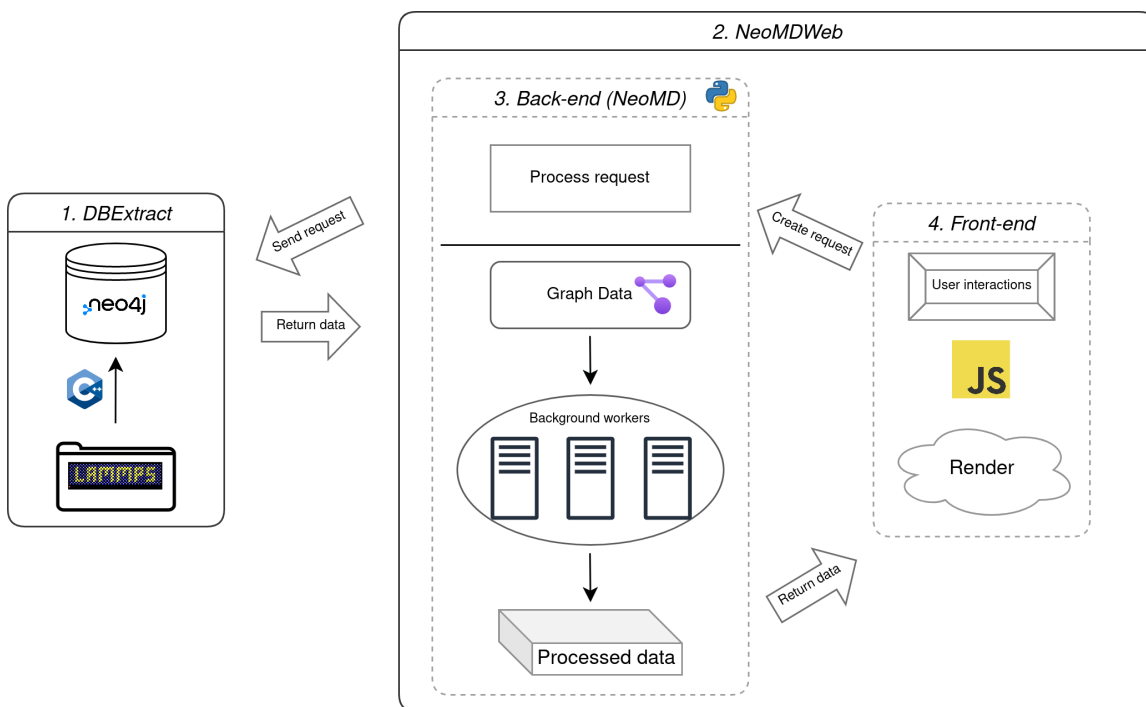 2. NeoMDWeb
3. Back-end (NeoMD)
Process request
Graph Data
Background workers
Processed data
1. DBExtract
neo4j
C++
LAMMPS
Send request
Return data
Create request
4. Front-end
User interactions
JS
Render
Return data